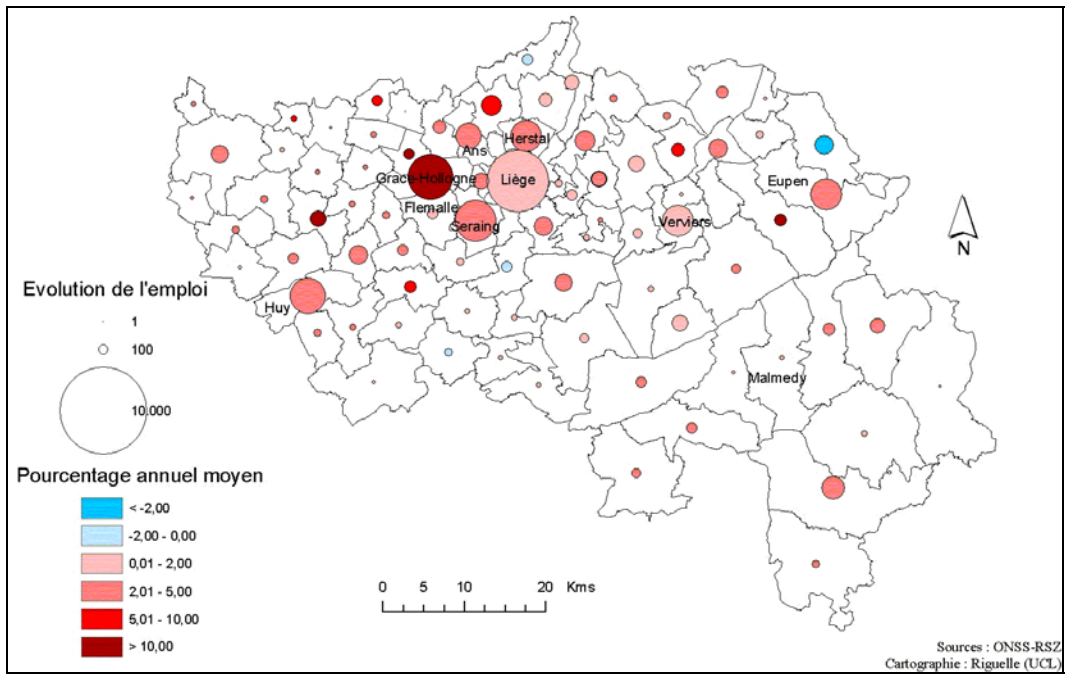 Herstal
Ans
Grace-Hollogne
Liège
Eupen
Flemalle
Seraing
Verviers
N
Evolution de l'emploi
Huy
1
100
Malmedy
10.000
Pourcentage annuel moyen
< -2,00
-2,00 - 0,00
0,01 - 2,00
2,01 - 5,00
5,01 - 10,00
> 10,00
0 5 10 20 Kms
Sources : ONSS-RSZ
Cartographie : Riguelle (UCL)